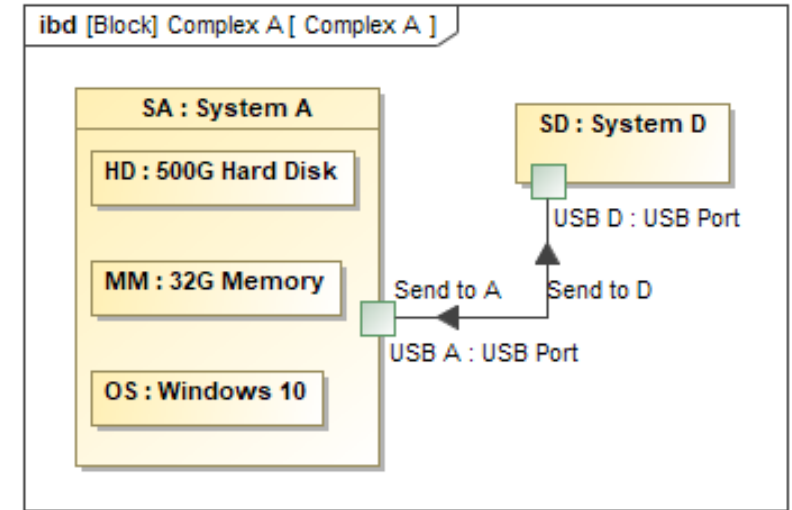 ibd [Block] Complex A [ Complex A ]
SA : System A
HD : 500G Hard Disk
MM : 32G Memory
OS : Windows 10
SD : System D
USB D : USB Port
Send to A
Send to D
USB A : USB Port